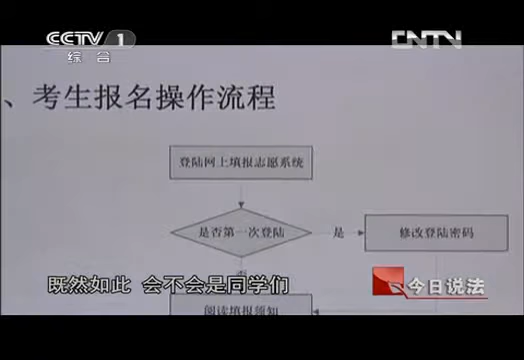 CCTV 1
综合
CNTV
、考生报名操作流程
登陆网上填报志愿系统
是否第一次登陆
是
修改登陆密码
否
既然如此 会不会是同学们
今日说法
阅读填报须知